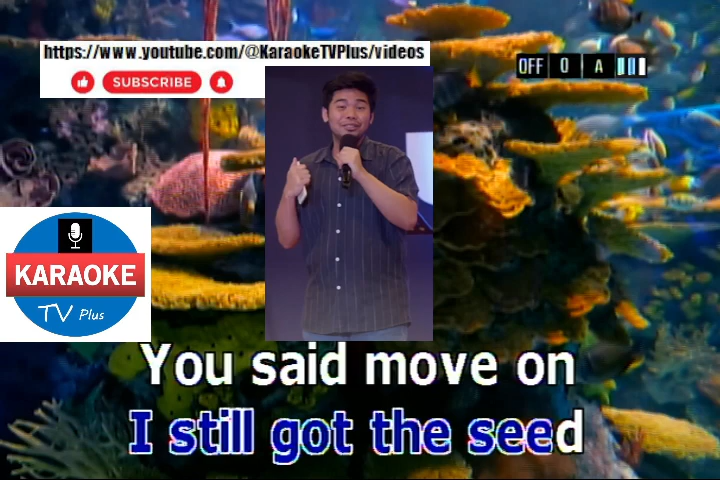 https://www.youtube.com/@KaraokeTVPlus/videos
SUBSCRIBE
OFF 0 A
KARAOKE
TV Plus
You said move on
I still got the seed